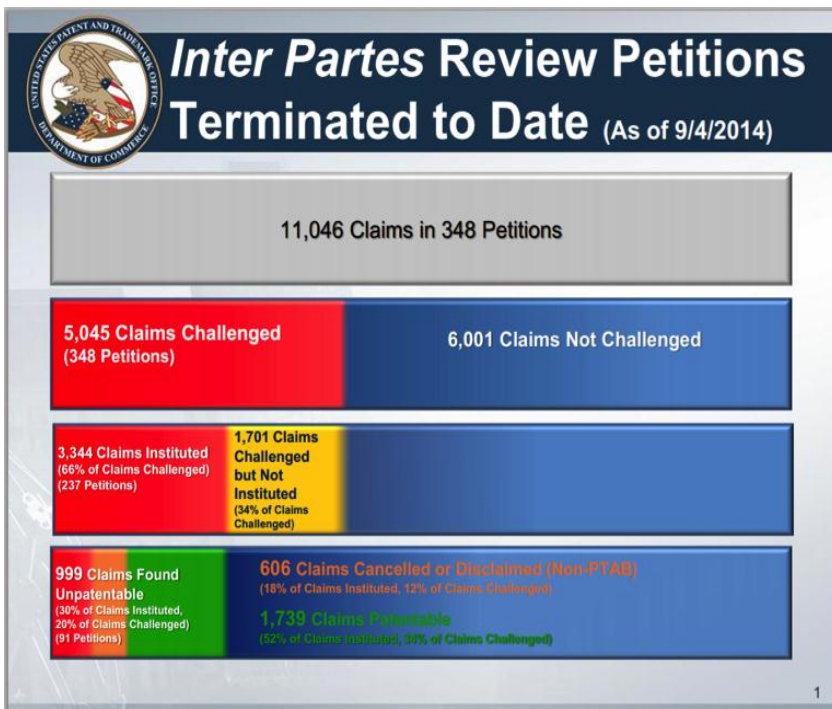 UNITED STATES PATENT AND TRADEMARK OFFICE
DEPARTMENT OF COMMERCE
Inter Partes Review Petitions
Terminated to Date (As of 9/4/2014)
11,046 Claims in 348 Petitions
5,045 Claims Challenged
(348 Petitions)
6,001 Claims Not Challenged
3,344 Claims Instituted
(66% of Claims Challenged)
(237 Petitions)
1,701 Claims
Challenged
but Not
Instituted
(34% of Claims
Challenged)
999 Claims Found
Unpatentable
(30% of Claims Instituted,
20% of Claims Challenged)
(91 Petitions)
606 Claims Cancelled or Disclaimed (Non-PTAB)
(18% of Claims Instituted, 12% of Claims Challenged)
1,739 Claims Patentable
(52% of Claims Instituted, 34% of Claims Challenged)
1